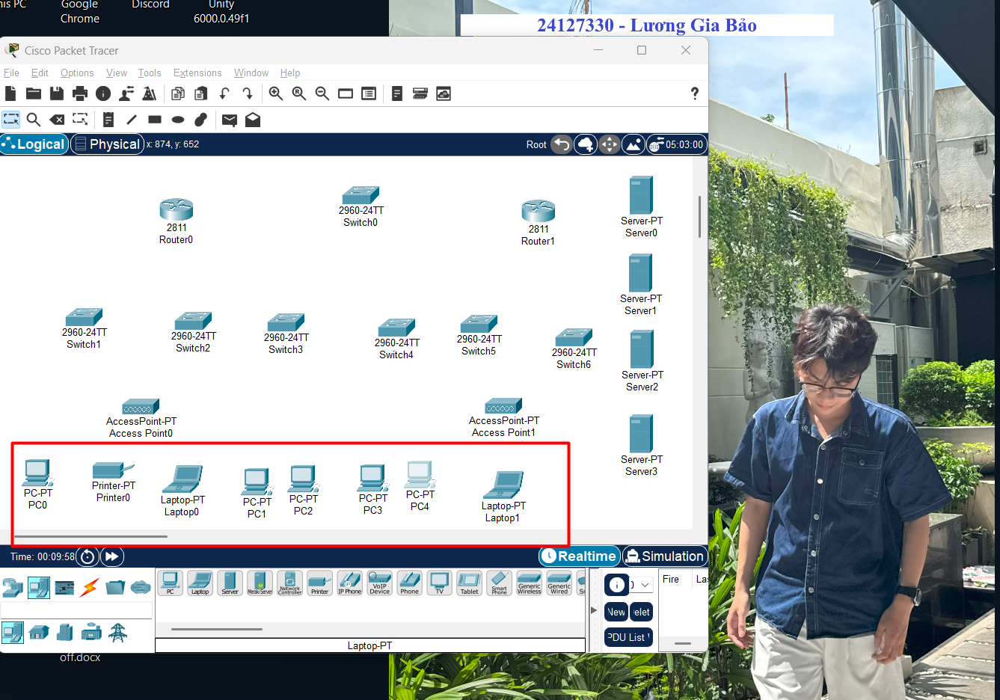 his PC
Google
Chrome
Discord
Unity
6000.0.49f1
24127330 - Lương Gia Bảo
Cisco Packet Tracer
File Edit Options View Tools Extensions Window Help
?
Logical
Physical
x: 874, y: 652
Root
05:03:00
2811
Router0
2960-24TT
Switch0
2811
Router1
Server-PT
Server0
Server-PT
Server1
2960-24TT
Switch1
2960-24TT
Switch2
2960-24TT
Switch3
2960-24TT
Switch4
2960-24TT
Switch5
2960-24TT
Switch6
Server-PT
Server2
AccessPoint-PT
Access Point0
AccessPoint-PT
Access Point1
Server-PT
Server3
PC-PT
PC0
Printer-PT
Printer0
Laptop-PT
Laptop0
PC-PT
PC1
PC-PT
PC2
PC-PT
PC3
PC-PT
PC4
Laptop-PT
Laptop1
Time: 00:09:58
Realtime
Simulation
PC
Laptop
Server
Meraki Server
Network
Controller
Printer
IP Phone
VoIP
Device
Phone
TV
Tablet
Smart
Phone
Generic
Wireless
Generic
Wired
Laptop-PT
New
elet
PDU List
Fire
Las
off.docx